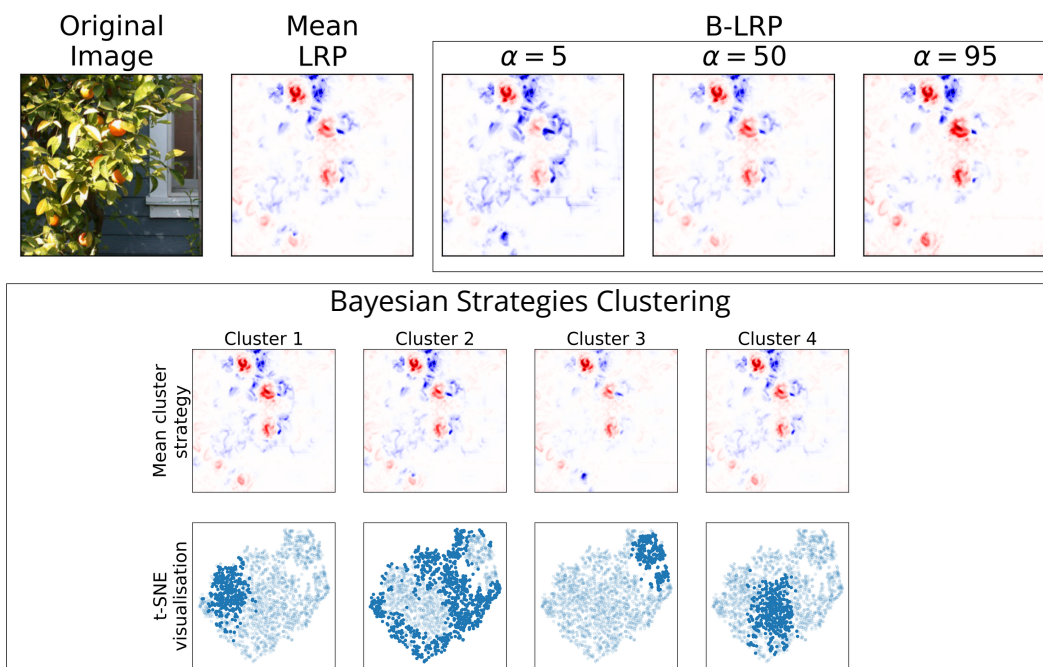 Original
Image
Mean
LRP
B-LRP
α = 5
α = 50
α = 95
Bayesian Strategies Clustering
Cluster 1
Cluster 2
Cluster 3
Cluster 4
Mean cluster
strategy
t-SNE
visualisation